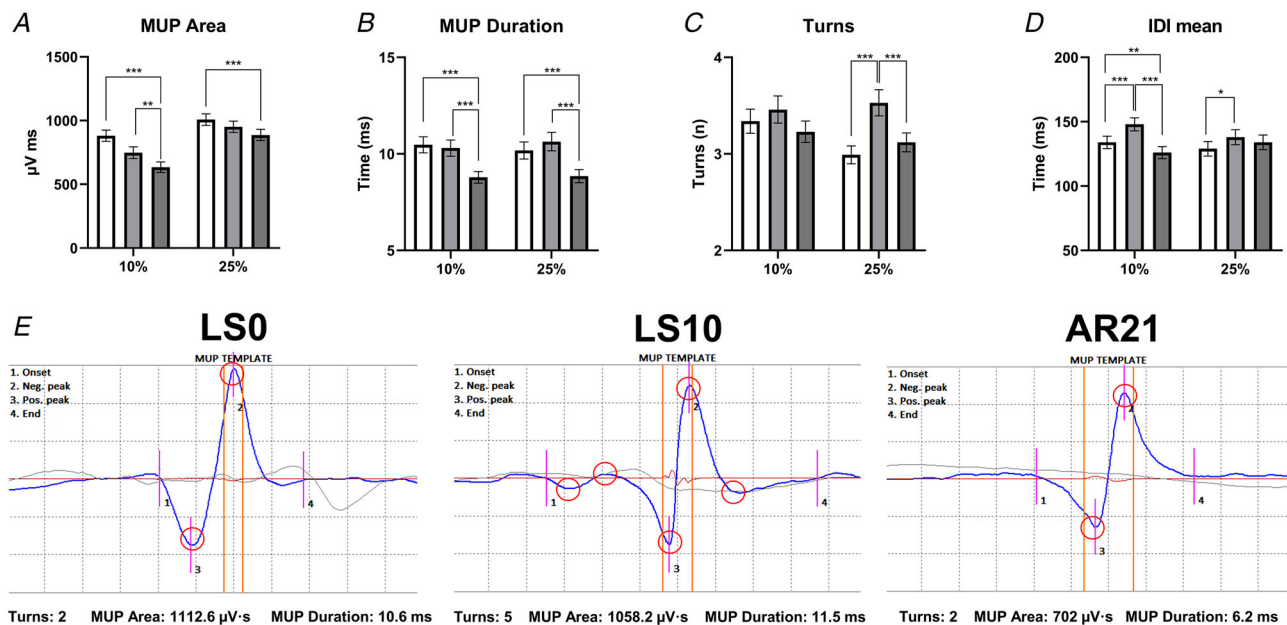 A MUP Area
μV ms
1500
1000
500
0
*** ** ***
10% 25%
B MUP Duration
Time (ms)
15
10
5
*** *** *** ***
10% 25%
C Turns
Turns (n)
4
3
2
*** ***
10% 25%
D IDI mean
Time (ms)
200
150
100
50
** *** *** *
10% 25%
E
LS0
MUP TEMPLATE
1. Onset
2. Neg. peak
3. Pos. peak
4. End
1
2
3
4
Turns: 2 MUP Area: 1112.6 μV·s MUP Duration: 10.6 ms
LS10
MUP TEMPLATE
1. Onset
2. Neg. peak
3. Pos. peak
4. End
1
2
3
4
Turns: 5 MUP Area: 1058.2 μV·s MUP Duration: 11.5 ms
AR21
MUP TEMPLATE
1. Onset
2. Neg. peak
3. Pos. peak
4. End
1
2
3
4
Turns: 2 MUP Area: 702 μV·s MUP Duration: 6.2 ms